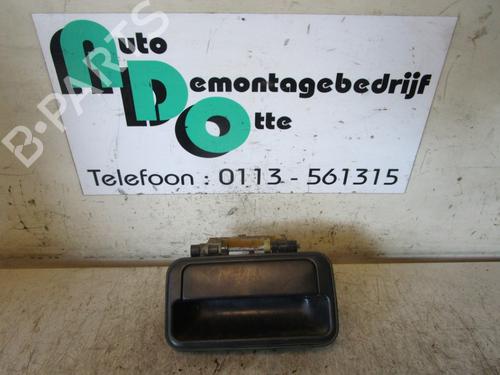 Auto
Demontagebedrijf
Otte
Telefoon : 0113 - 561315
B-PARTS